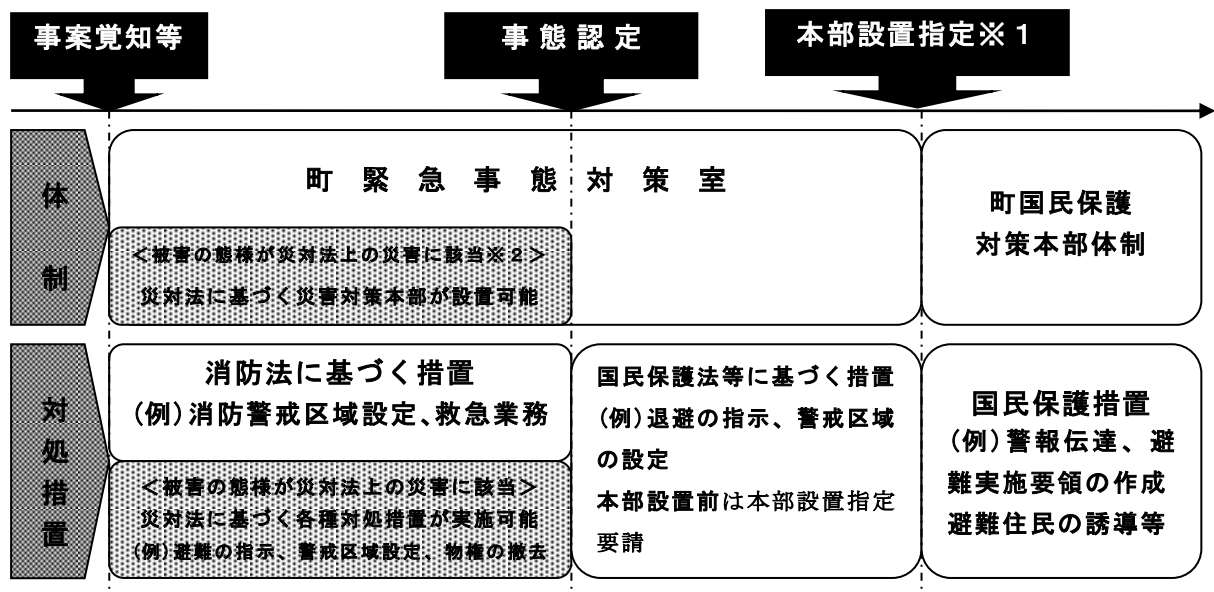 事案覚知等
事態認定
本部設置指定※1
体制
町緊急事態対策室
<被害の態様が災対法上の災害に該当※2>
災対法に基づく災害対策本部が設置可能
町国民保護
対策本部体制
対処措置
消防法に基づく措置
(例)消防警戒区域設定、救急業務
<被害の態様が災対法上の災害に該当>
災対法に基づく各種対処措置が実施可能
(例)避難の指示、警戒区域設定、物権の撤去
国民保護法等に基づく措置
(例)退避の指示、警戒区域
の設定
本部設置前は本部設置指定
要請
国民保護措置
(例)警報伝達、避
難実施要領の作成
避難住民の誘導等